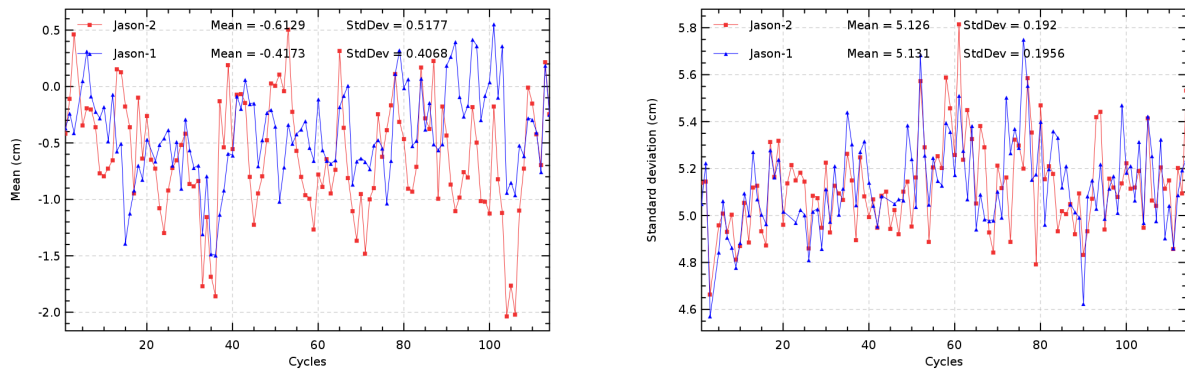 Jason-2 Mean = -0.6129 StdDev = 0.5177
Jason-1 Mean = -0.4173 StdDev = 0.4068
0.5
0.0
-0.5
-1.0
-1.5
-2.0
Mean (cm)
20 40 60 80 100
Cycles
Jason-2 Mean = 5.126 StdDev = 0.192
Jason-1 Mean = 5.131 StdDev = 0.1956
5.8
5.6
5.4
5.2
5.0
4.8
4.6
Standard deviation (cm)
20 40 60 80 100
Cycles